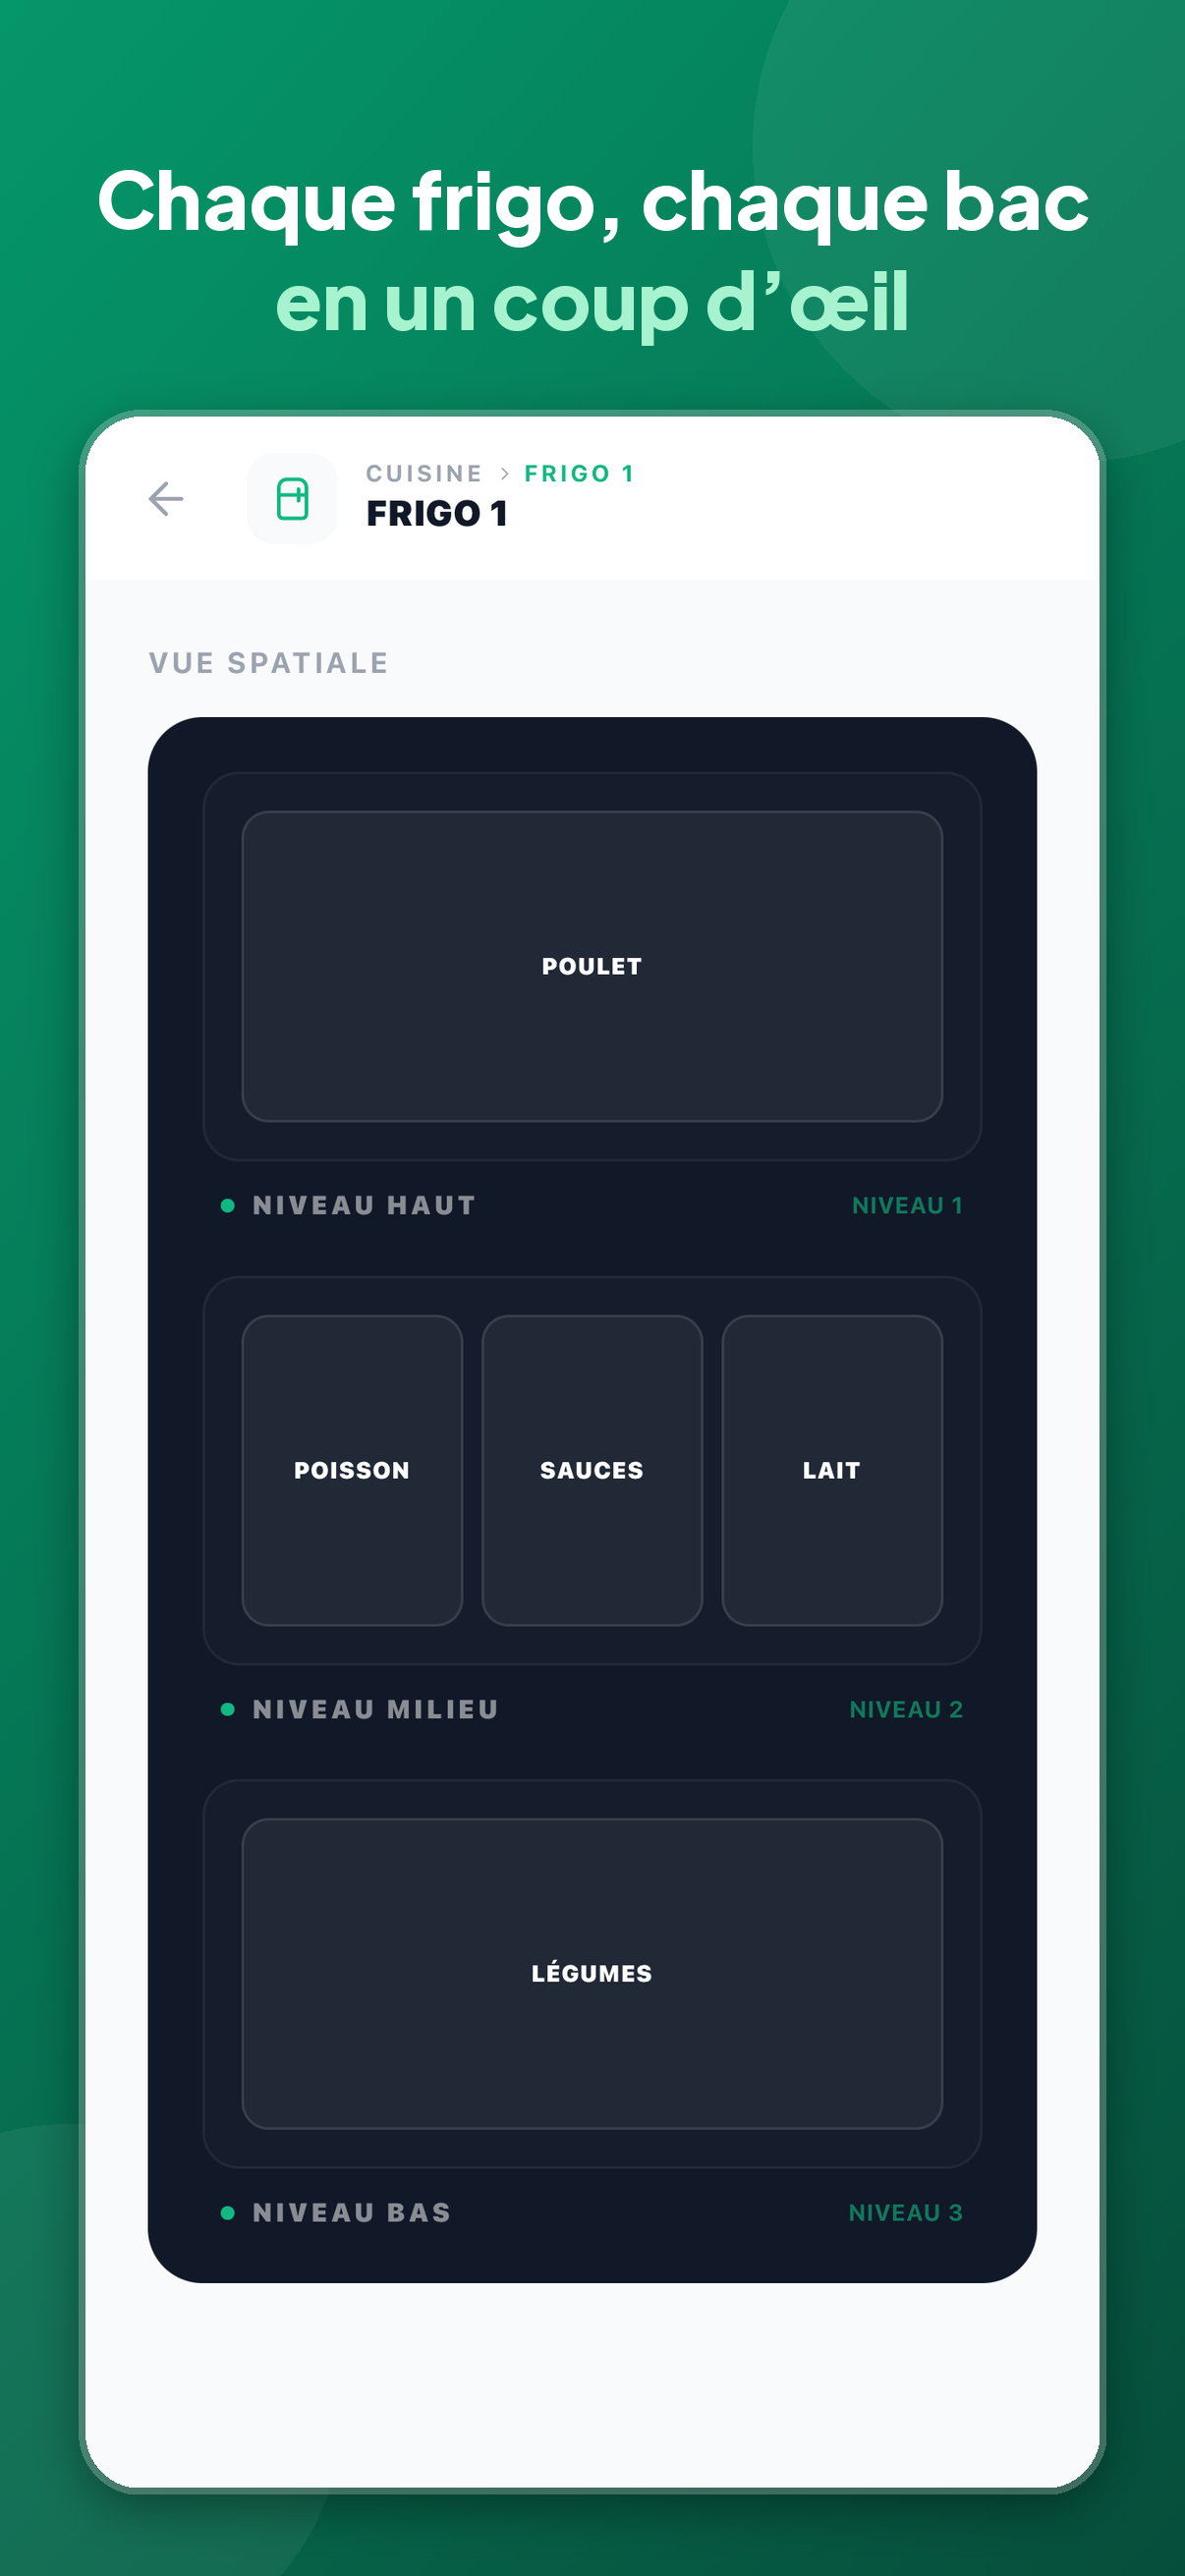 Chaque frigo, chaque bac
en un coup d’œil
CUISINE > FRIGO 1
FRIGO 1
VUE SPATIALE
POULET
NIVEAU HAUT NIVEAU 1
POISSON SAUCES LAIT
NIVEAU MILIEU NIVEAU 2
LÉGUMES
NIVEAU BAS NIVEAU 3